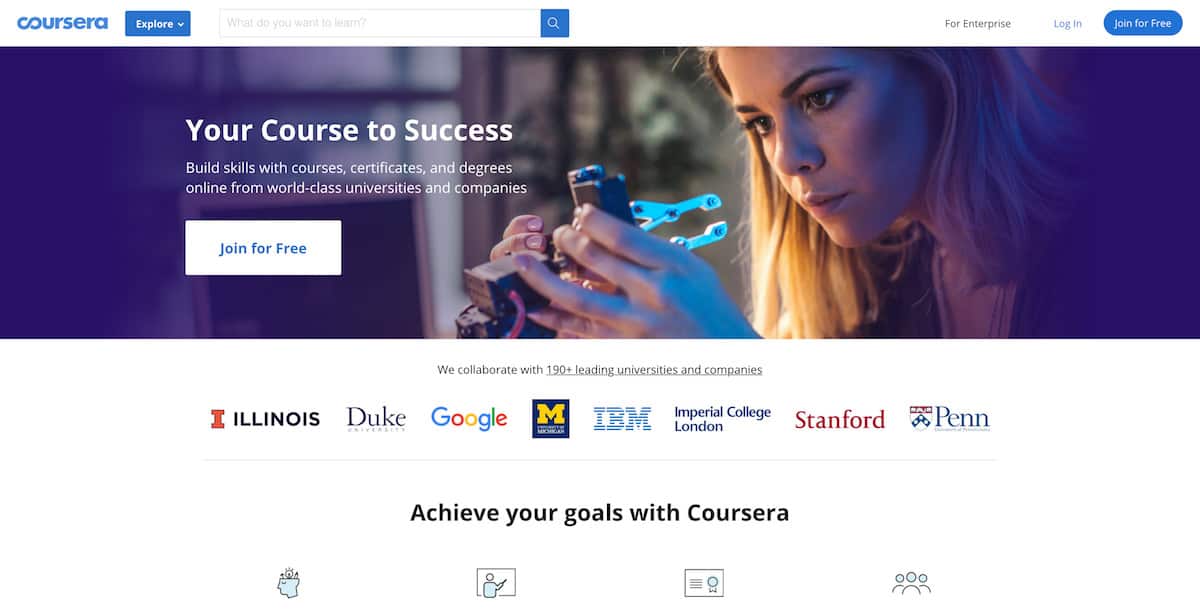 coursera
Explore
What do you want to learn?
For Enterprise
Log In
Join for Free
Your Course to Success
Build skills with courses, certificates, and degrees
online from world-class universities and companies
Join for Free
We collaborate with 190+ leading universities and companies
I ILLINOIS
Duke
UNIVERSITY
Google
M
UNIVERSITY OF
MICHIGAN
IBM
Imperial College
London
Stanford
Penn
University of Pennsylvania
Achieve your goals with Coursera